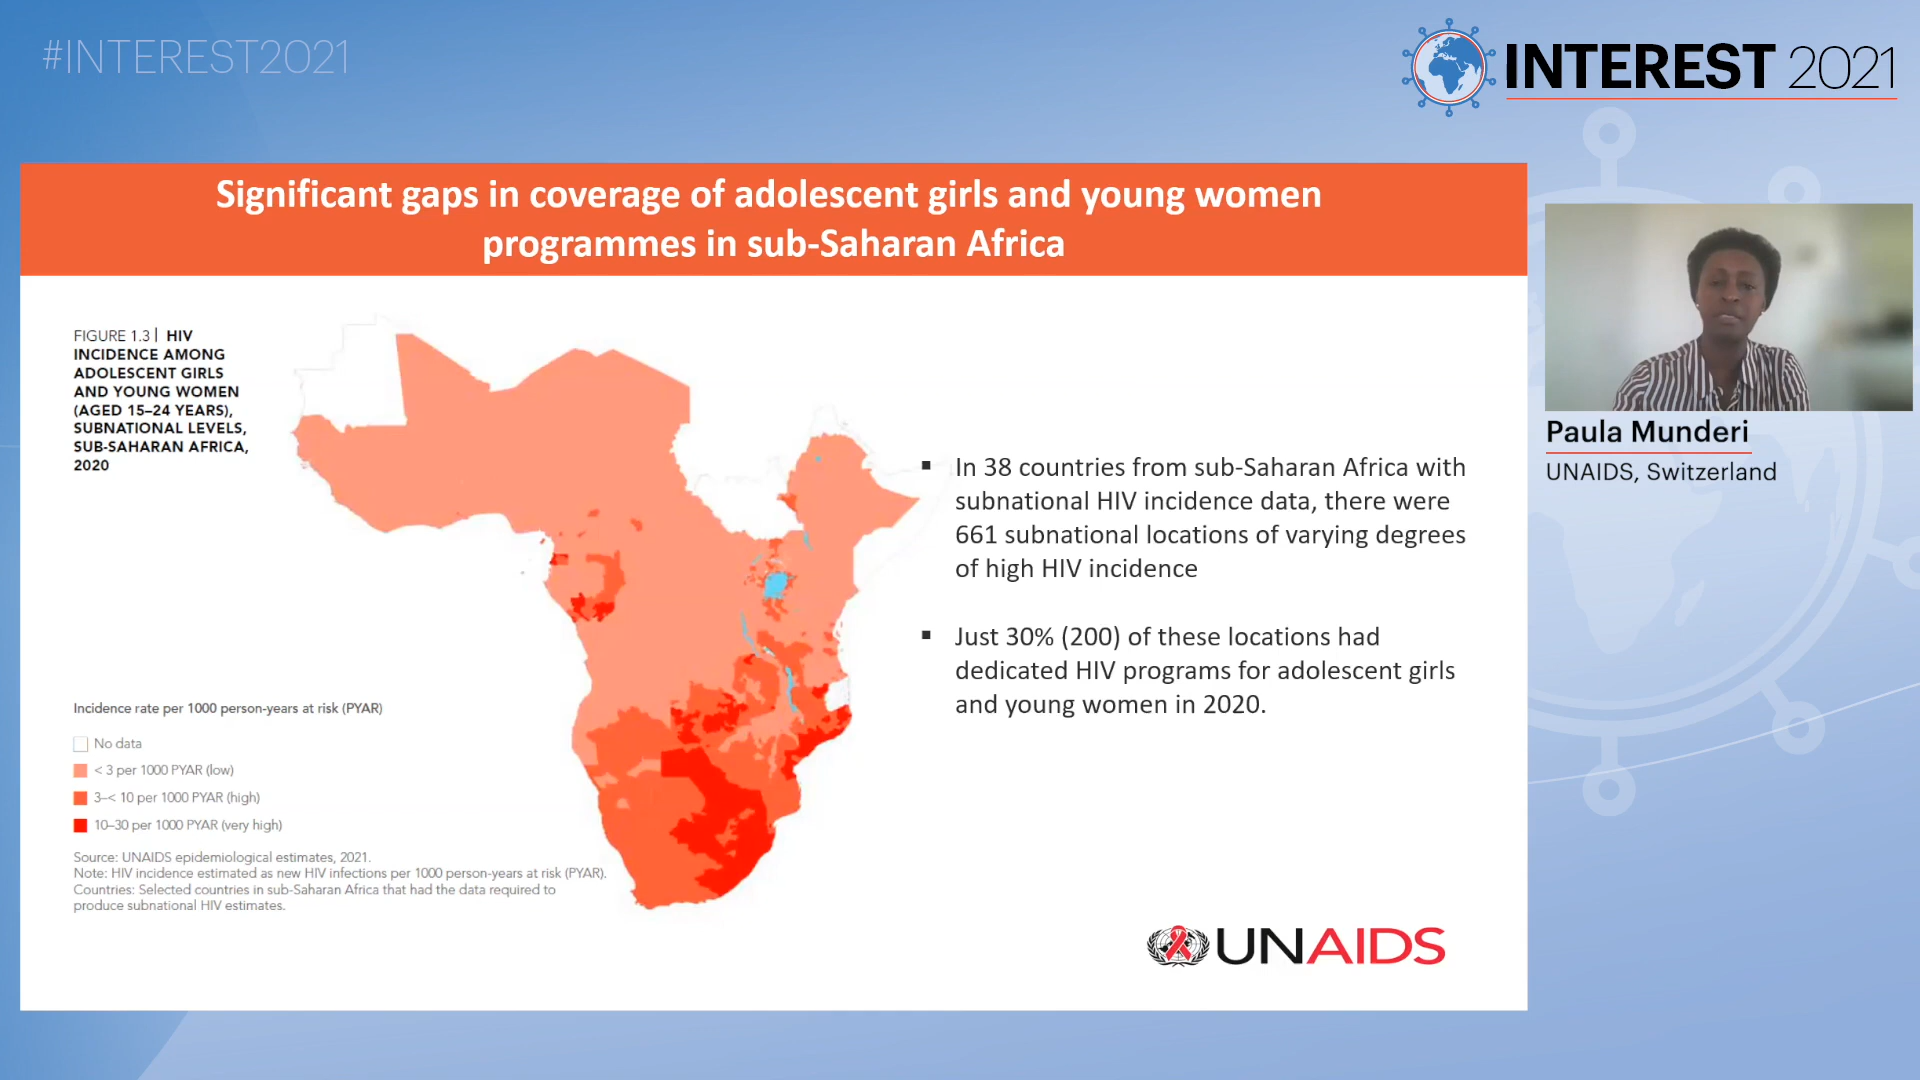 #INTEREST2021
INTEREST 2021
Significant gaps in coverage of adolescent girls and young women
programmes in sub-Saharan Africa
FIGURE 1.3 | HIV
INCIDENCE AMONG
ADOLESCENT GIRLS
AND YOUNG WOMEN
(AGED 15–24 YEARS),
SUBNATIONAL LEVELS,
SUB-SAHARAN AFRICA,
2020
Incidence rate per 1000 person-years at risk (PYAR)
No data
< 3 per 1000 PYAR (low)
3–< 10 per 1000 PYAR (high)
10–30 per 1000 PYAR (very high)
Source: UNAIDS epidemiological estimates, 2021.
Note: HIV incidence estimated as new HIV infections per 1000 person-years at risk (PYAR).
Countries: Selected countries in sub-Saharan Africa that had the data required to
produce subnational HIV estimates.
▪ In 38 countries from sub-Saharan Africa with
subnational HIV incidence data, there were
661 subnational locations of varying degrees
of high HIV incidence
▪ Just 30% (200) of these locations had
dedicated HIV programs for adolescent girls
and young women in 2020.
UNAIDS
Paula Munderi
UNAIDS, Switzerland